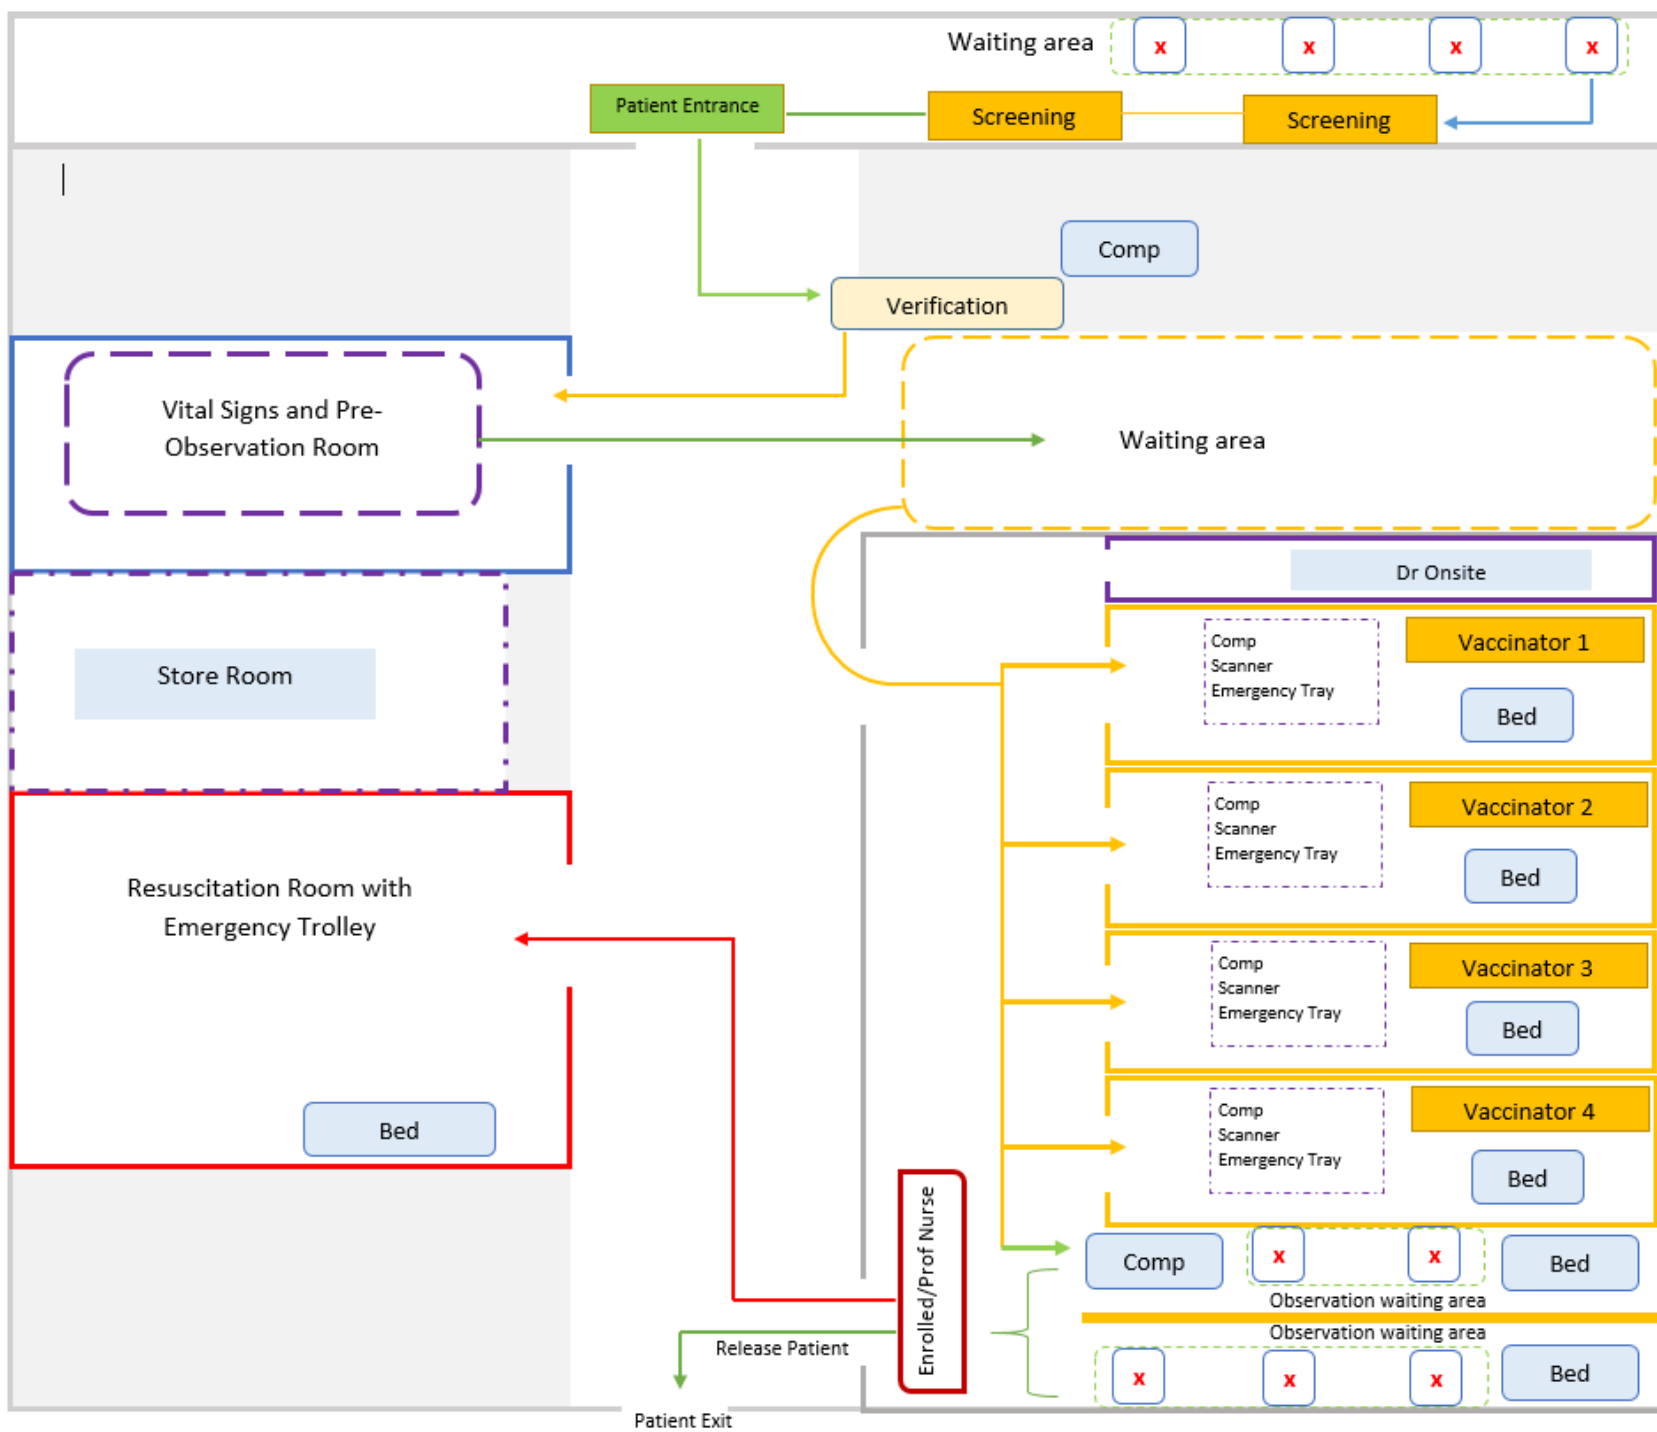 Waiting area
x
x
x
x
Patient Entrance
Screening
Screening
Comp
Verification
Vital Signs and Pre-
Observation Room
Waiting area
Dr Onsite
Comp
Scanner
Emergency Tray
Vaccinator 1
Bed
Store Room
Comp
Scanner
Emergency Tray
Vaccinator 2
Bed
Resuscitation Room with
Emergency Trolley
Bed
Comp
Scanner
Emergency Tray
Vaccinator 3
Bed
Comp
Scanner
Emergency Tray
Vaccinator 4
Bed
Enrolled/Prof Nurse
Comp
x
x
Bed
Observation waiting area
Observation waiting area
x
x
x
Bed
Release Patient
Patient Exit